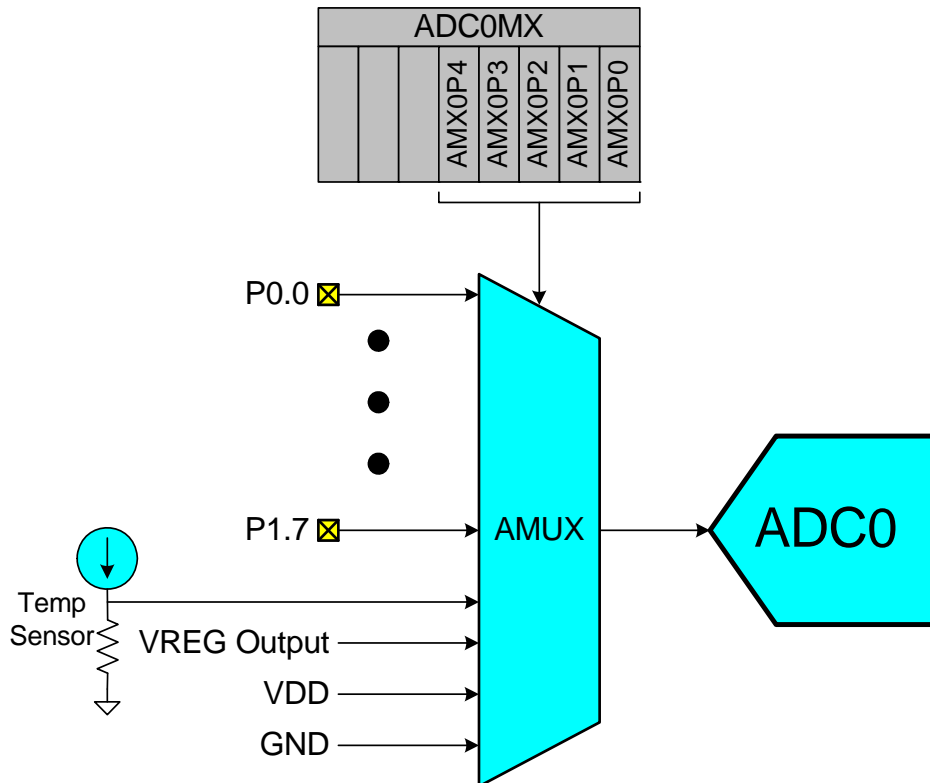 ADC0MX
AMX0P4
AMX0P3
AMX0P2
AMX0P1
AMX0P0
P0.0
P1.7
AMUX
ADC0
Temp
Sensor
VREG Output
VDD
GND